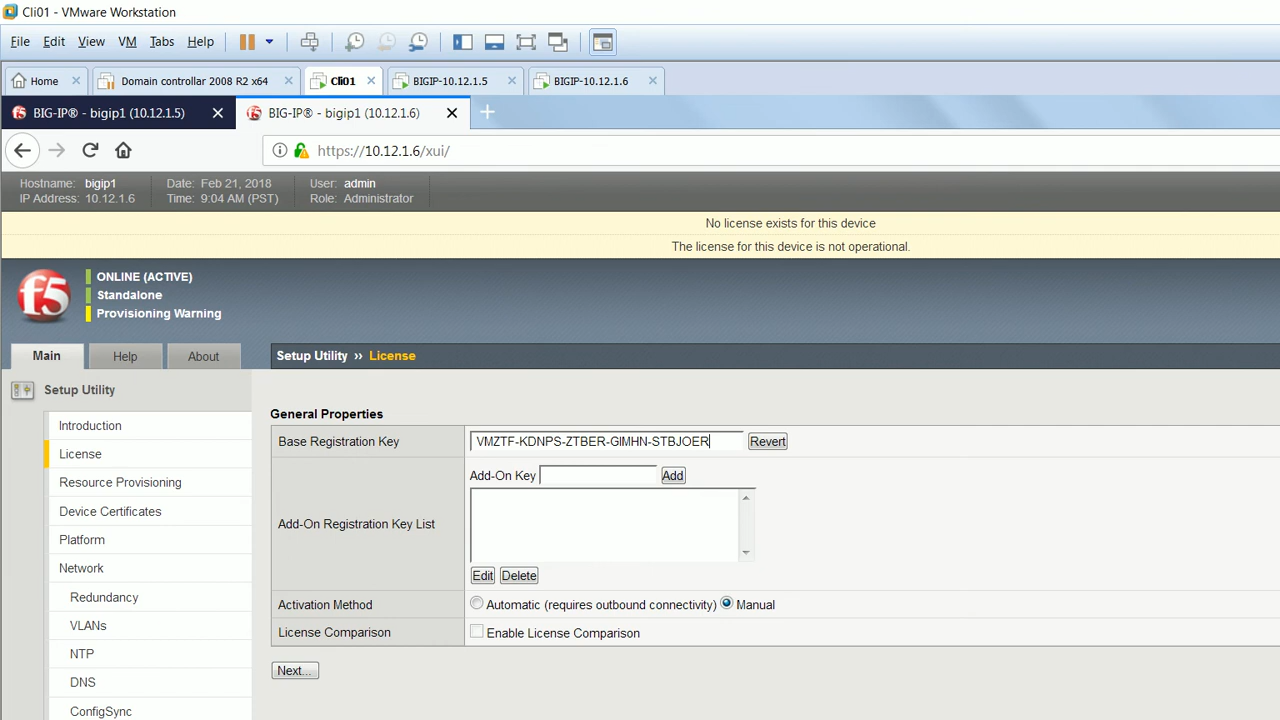 Cli01 - VMware Workstation
File Edit View VM Tabs Help
Home Domain controller 2008 R2 x64 Cli01 BIGIP-10.12.1.5 BIGIP-10.12.1.6
BIG-IP® - bigip1 (10.12.1.5) BIG-IP® - bigip1 (10.12.1.6)
https://10.12.1.6/xui/
Hostname: bigip1 Date: Feb 21, 2018 User: admin
IP Address: 10.12.1.6 Time: 9:04 AM (PST) Role: Administrator
No license exists for this device
The license for this device is not operational.
f5
ONLINE (ACTIVE)
Standalone
Provisioning Warning
Main Help About
Setup Utility ›› License
Setup Utility
Introduction
License
Resource Provisioning
Device Certificates
Platform
Network
Redundancy
VLANs
NTP
DNS
ConfigSync
General Properties
Base Registration Key VMZTF-KDNPS-ZTBER-GIMHN-STBJOER Revert
Add-On Key Add
Add-On Registration Key List
Edit Delete
Activation Method Automatic (requires outbound connectivity) Manual
License Comparison Enable License Comparison
Next...